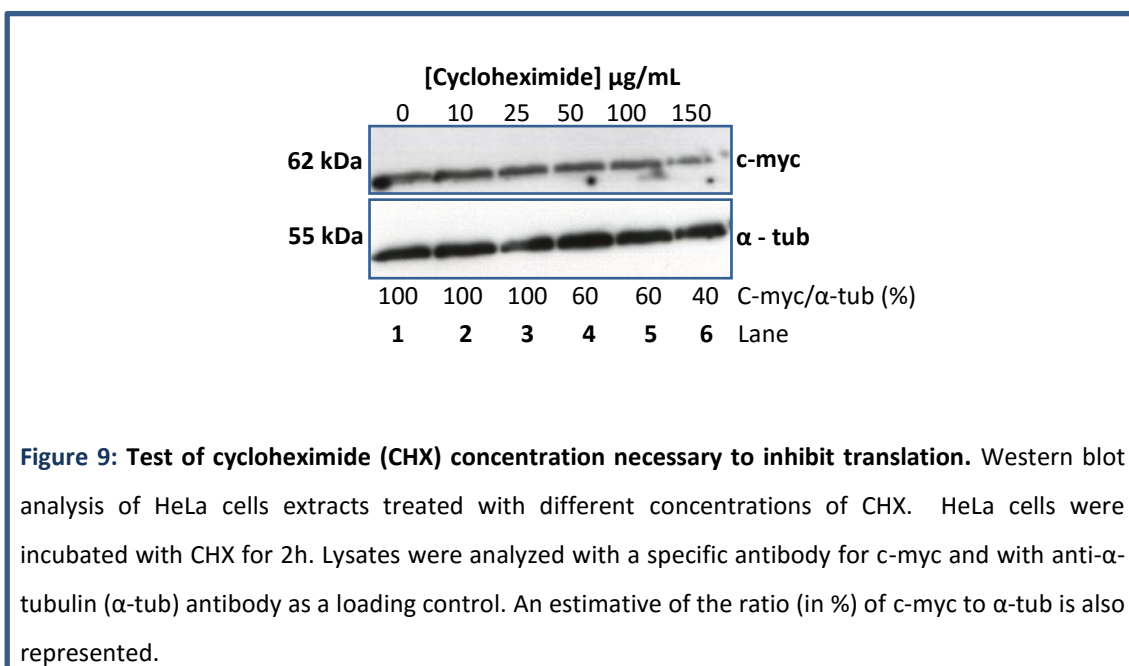 [Cycloheximide] µg/mL
0 10 25 50 100 150
62 kDa c-myc
55 kDa α - tub
100 100 100 60 60 40 C-myc/α-tub (%)
1 2 3 4 5 6 Lane
Figure 9: Test of cycloheximide (CHX) concentration necessary to inhibit translation. Western blot
analysis of HeLa cells extracts treated with different concentrations of CHX. HeLa cells were
incubated with CHX for 2h. Lysates were analyzed with a specific antibody for c-myc and with anti-α-
tubulin (α-tub) antibody as a loading control. An estimative of the ratio (in %) of c-myc to α-tub is also
represented.